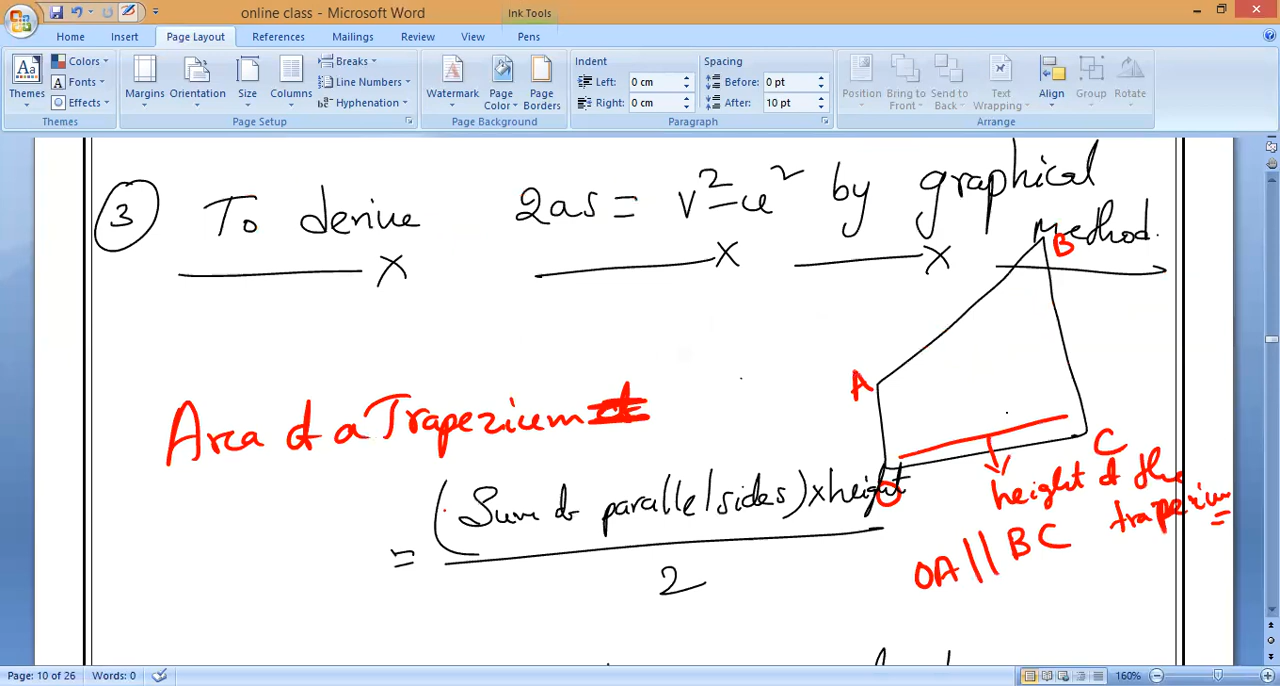 online class - Microsoft Word
Ink Tools
Home Insert Page Layout References Mailings Review View Pens
Themes
Colors
Fonts
Effects
Themes
Margins Orientation Size Columns
Breaks
Line Numbers
Hyphenation
Page Setup
Watermark Page Color Page Borders
Page Background
Indent
Left: 0 cm
Right: 0 cm
Spacing
Before: 0 pt
After: 10 pt
Paragraph
Position Bring to Front Send to Back Text Wrapping Align Group Rotate
Arrange
3 To derive 2as = v²-u² by graphical
method.
B
A
Area of a Trapezium
C
O
= (Sum of parallel sides) x height
2
height of the
trapezium
OA || BC
Page: 10 of 26 Words: 0 160%